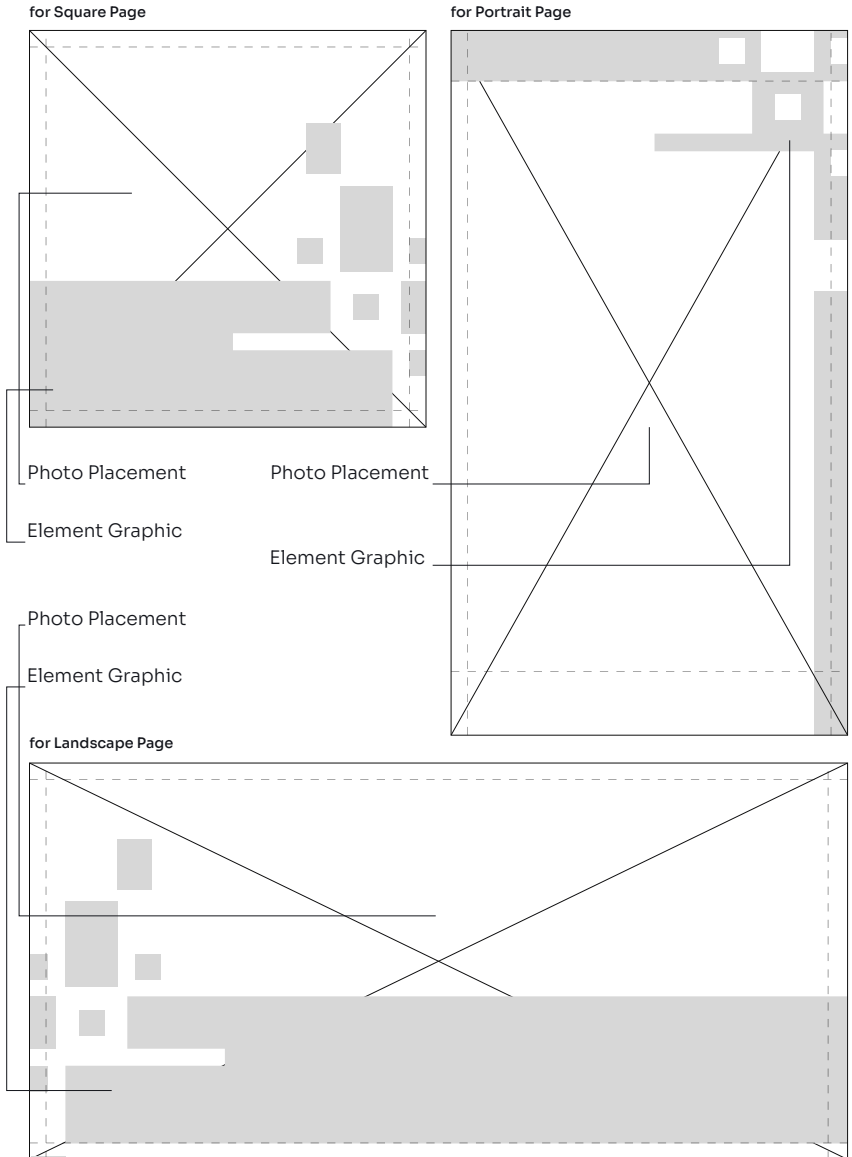 for Square Page
for Portrait Page
Photo Placement
Element Graphic
Photo Placement
Element Graphic
Photo Placement
Element Graphic
for Landscape Page